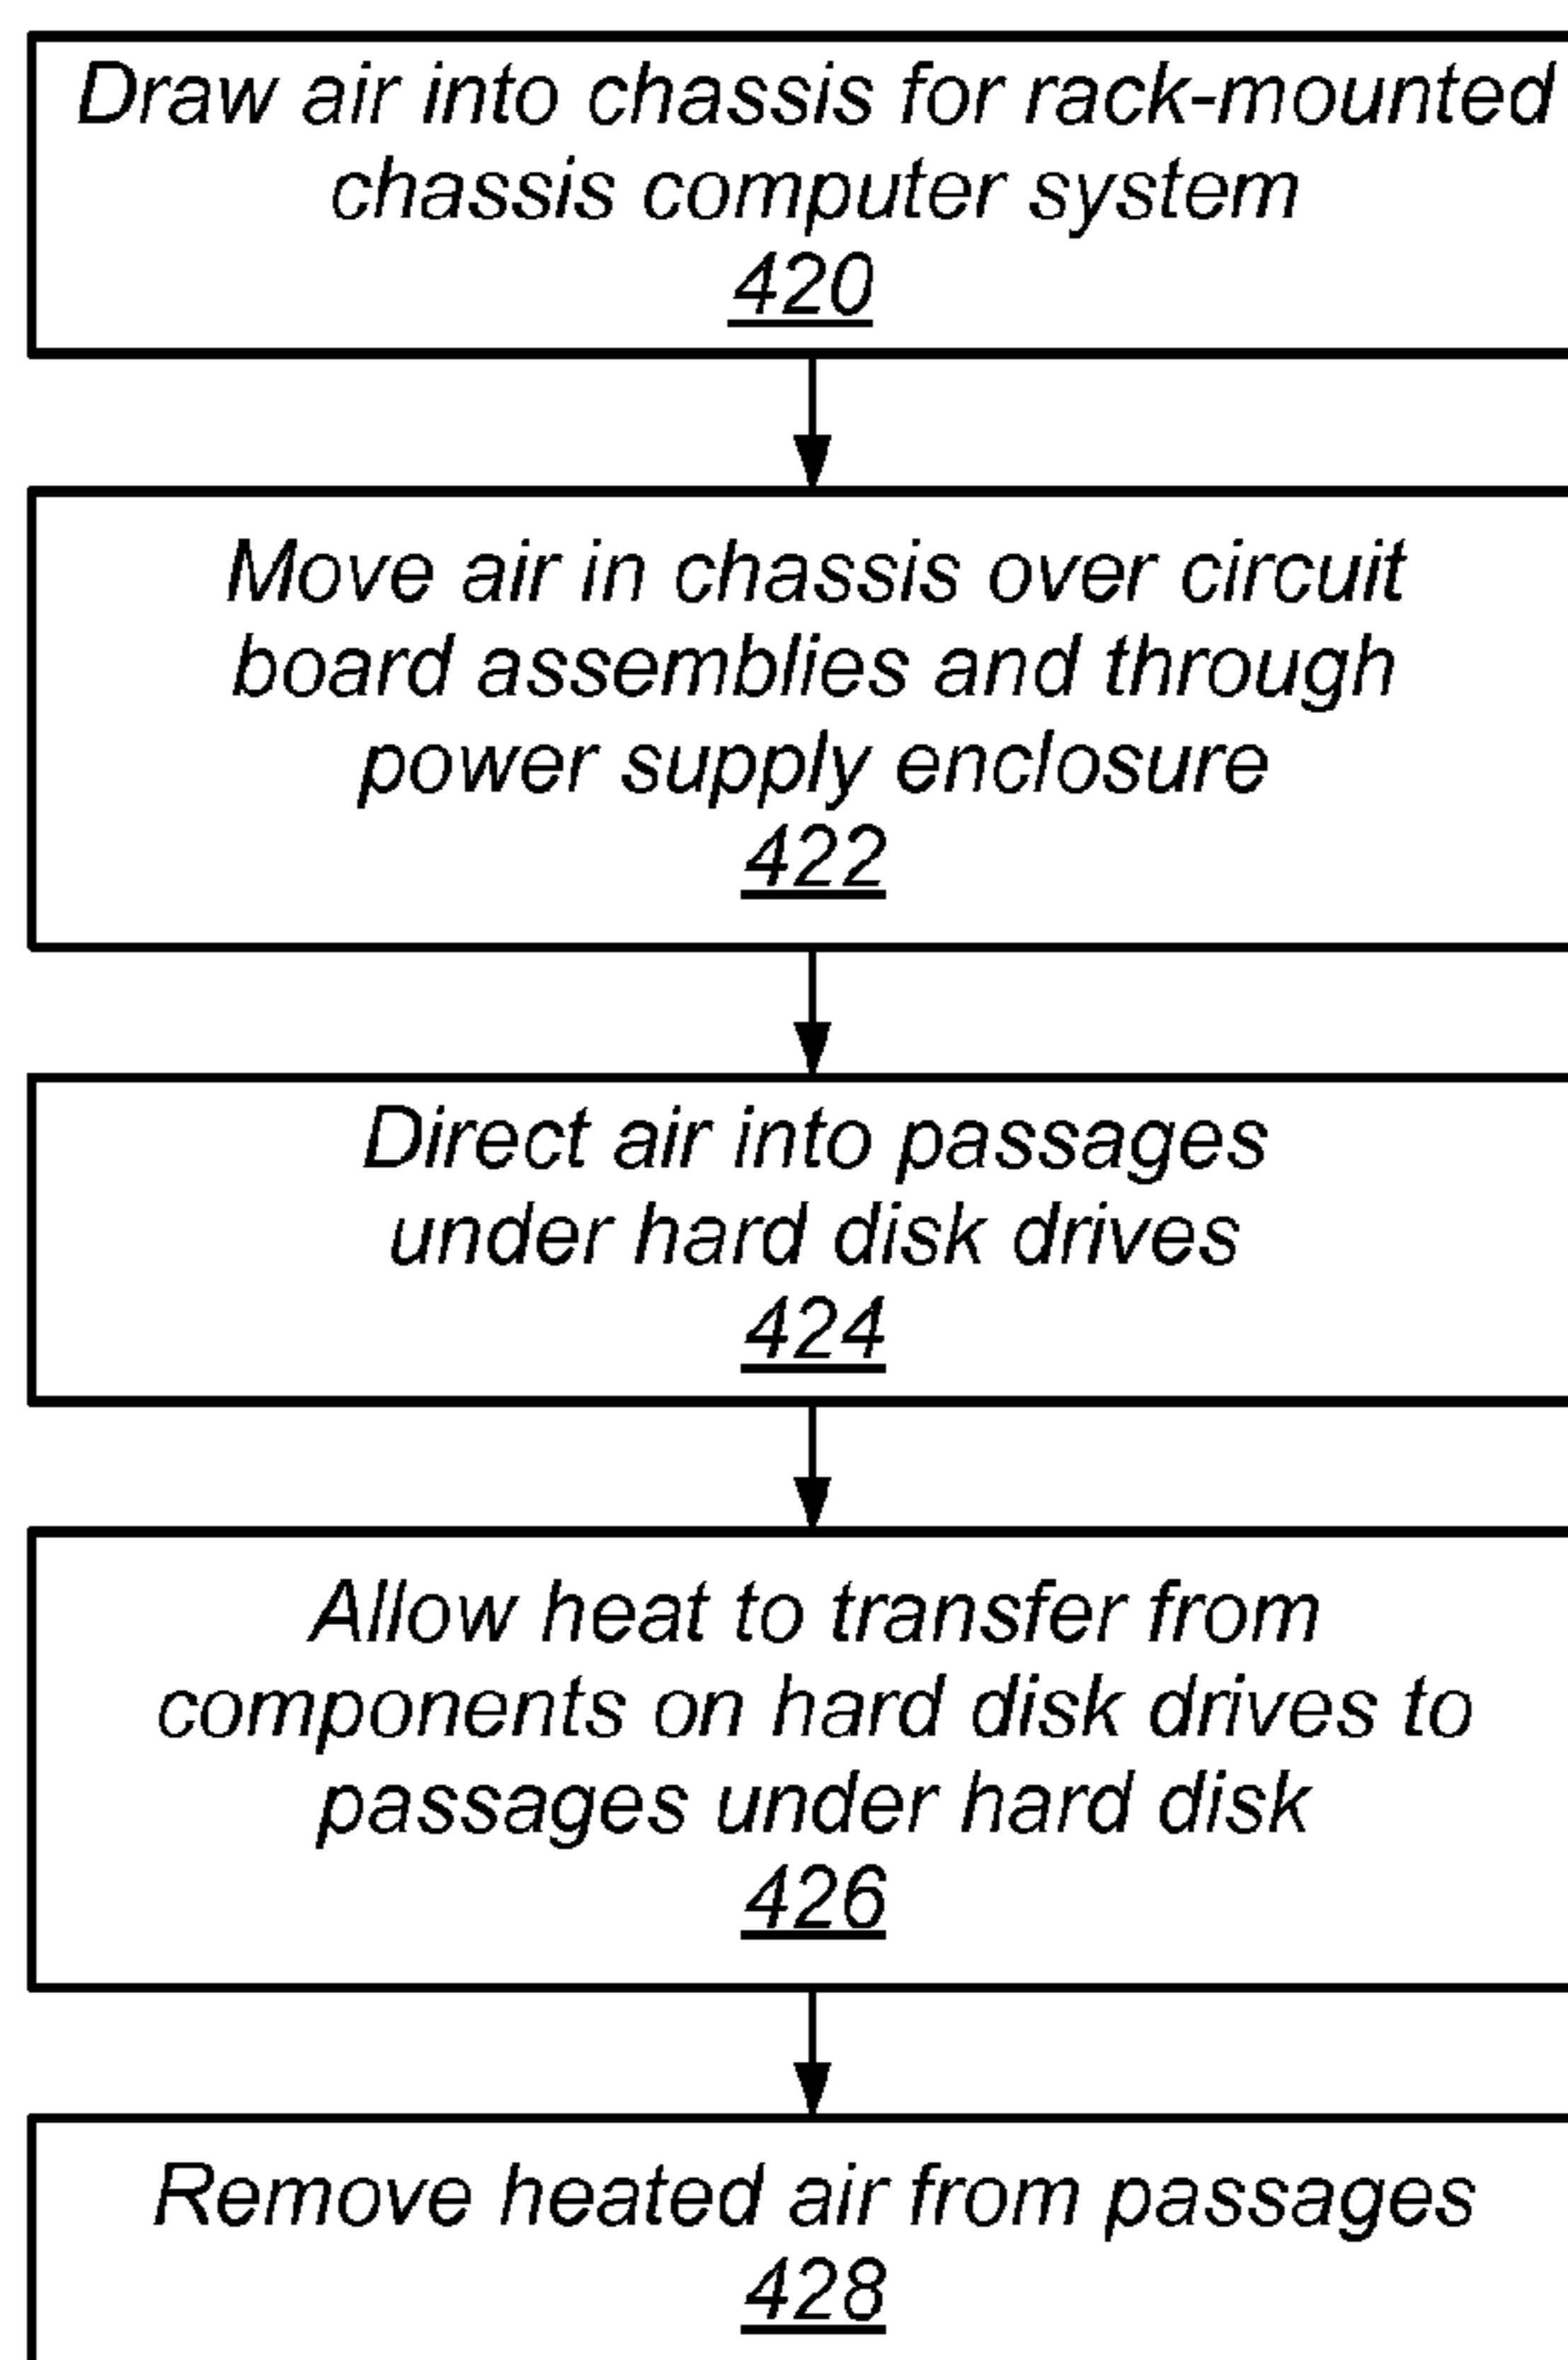 Draw air into chassis for rack-mounted
chassis computer system
420
Move air in chassis over circuit
board assemblies and through
power supply enclosure
422
Direct air into passages
under hard disk drives
424
Allow heat to transfer from
components on hard disk drives to
passages under hard disk
426
Remove heated air from passages
428